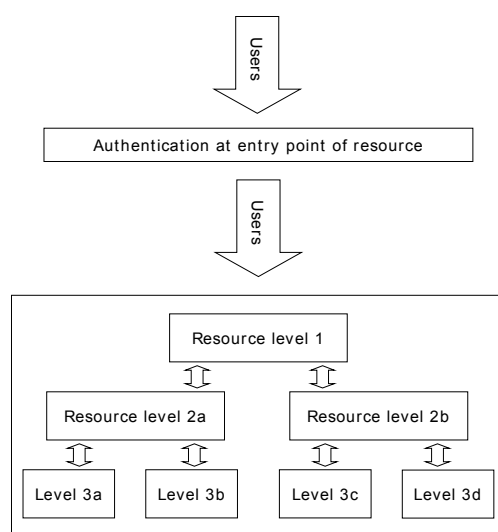 Users
Authentication at entry point of resource
Users
Resource level 1
Resource level 2a
Resource level 2b
Level 3a
Level 3b
Level 3c
Level 3d